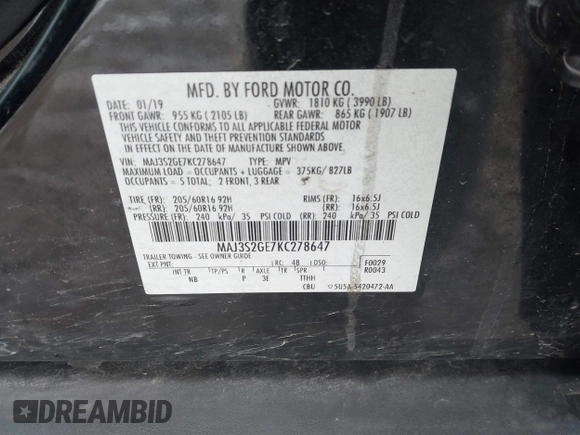 MFD. BY FORD MOTOR CO.
DATE: 01/19 GVWR: 1810 KG ( 3990 LB)
FRONT GAWR: 955 KG ( 2105 LB) REAR GAWR: 865 KG ( 1907 LB)
THIS VEHICLE CONFORMS TO ALL APPLICABLE FEDERAL MOTOR
VEHICLE SAFETY AND THEFT PREVENTION STANDARDS
IN EFFECT ON THE DATE OF MANUFACTURE SHOWN ABOVE.
VIN: MAJ3S2GE7KC278647 TYPE: MPV
MAXIMUM LOAD = OCCUPANTS + LUGGAGE = 375KG/ 827LB
OCCUPANTS = 5 TOTAL: 2 FRONT, 3 REAR
TIRE (FR): 205/60R16 92H RIMS (FR): 16x6.5J
(RR): 205/60R16 92H (RR): 16x6.5J
PRESSURE (FR): 240 kPa/ 35 PSI COLD (RR): 240 kPa/ 35 PSI COLD
MAJ3S2GE7KC278647
TRAILER TOWING - SEE OWNER GUIDE F0029
EXT PNT: RC: 48 DSO: R0043
INT TR TP/PS R AXLE TR SPR
NB P 3E TTHH
CBU 5U5A-5420472-AA
DREAMBID